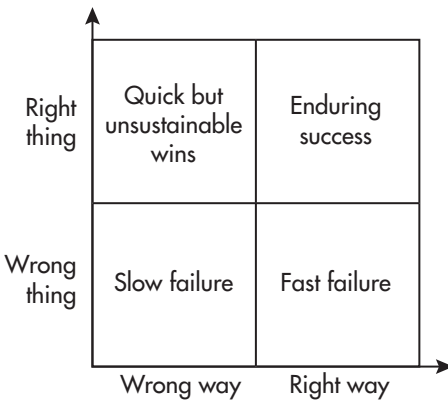 Right
thing
Quick but
unsustainable
wins
Enduring
success
Wrong
thing
Slow failure
Fast failure
Wrong way
Right way